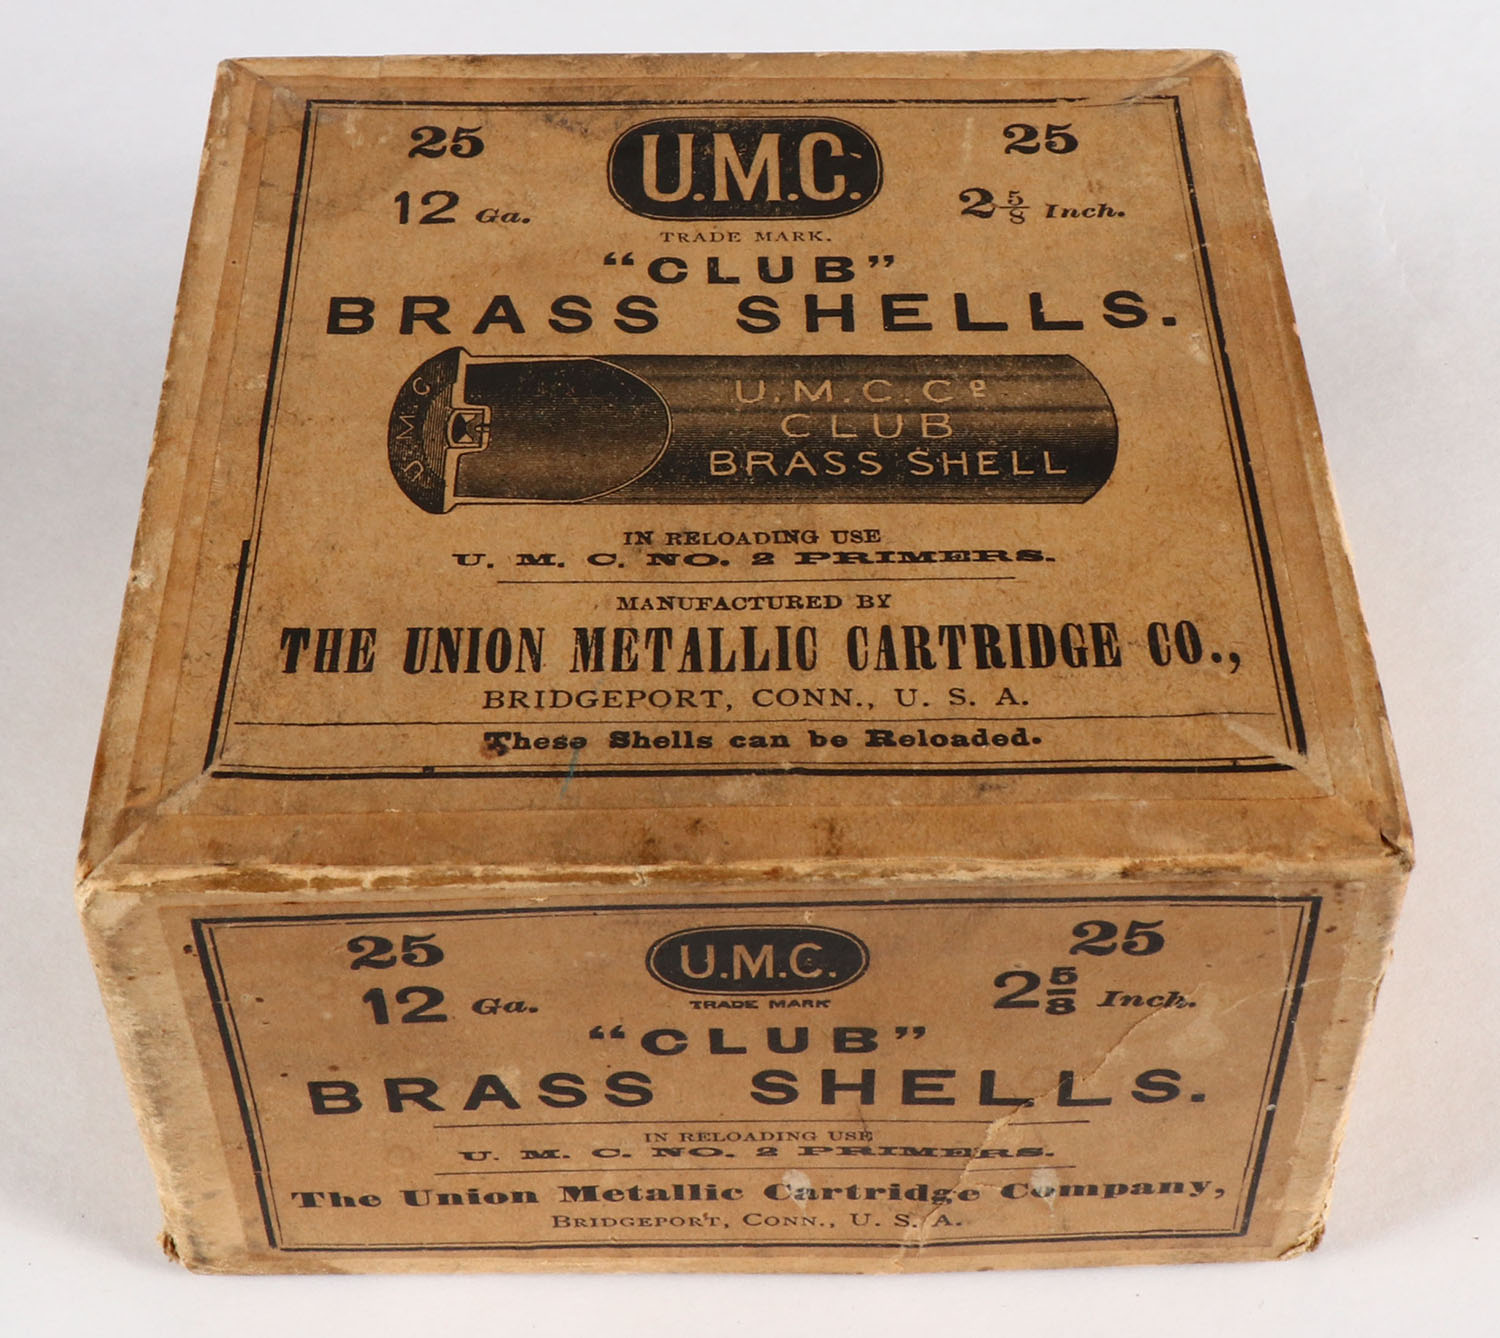 25 U.M.C. 25
12 Ga. 2 5/8 Inch.
TRADE MARK.
"CLUB"
BRASS SHELLS.
U.M.C.
U.M.C.Cº
CLUB
BRASS SHELL
IN RELOADING USE
U. M. C. NO. 2 PRIMERS.
MANUFACTURED BY
THE UNION METALLIC CARTRIDGE CO.,
BRIDGEPORT, CONN., U. S. A.
These Shells can be Reloaded.
25 U.M.C. 25
12 Ga. TRADE MARK 2 5/8 Inch.
"CLUB"
BRASS SHELLS.
IN RELOADING USE
U. M. C. NO. 2 PRIMERS.
The Union Metallic Cartridge Company,
BRIDGEPORT, CONN., U. S. A.